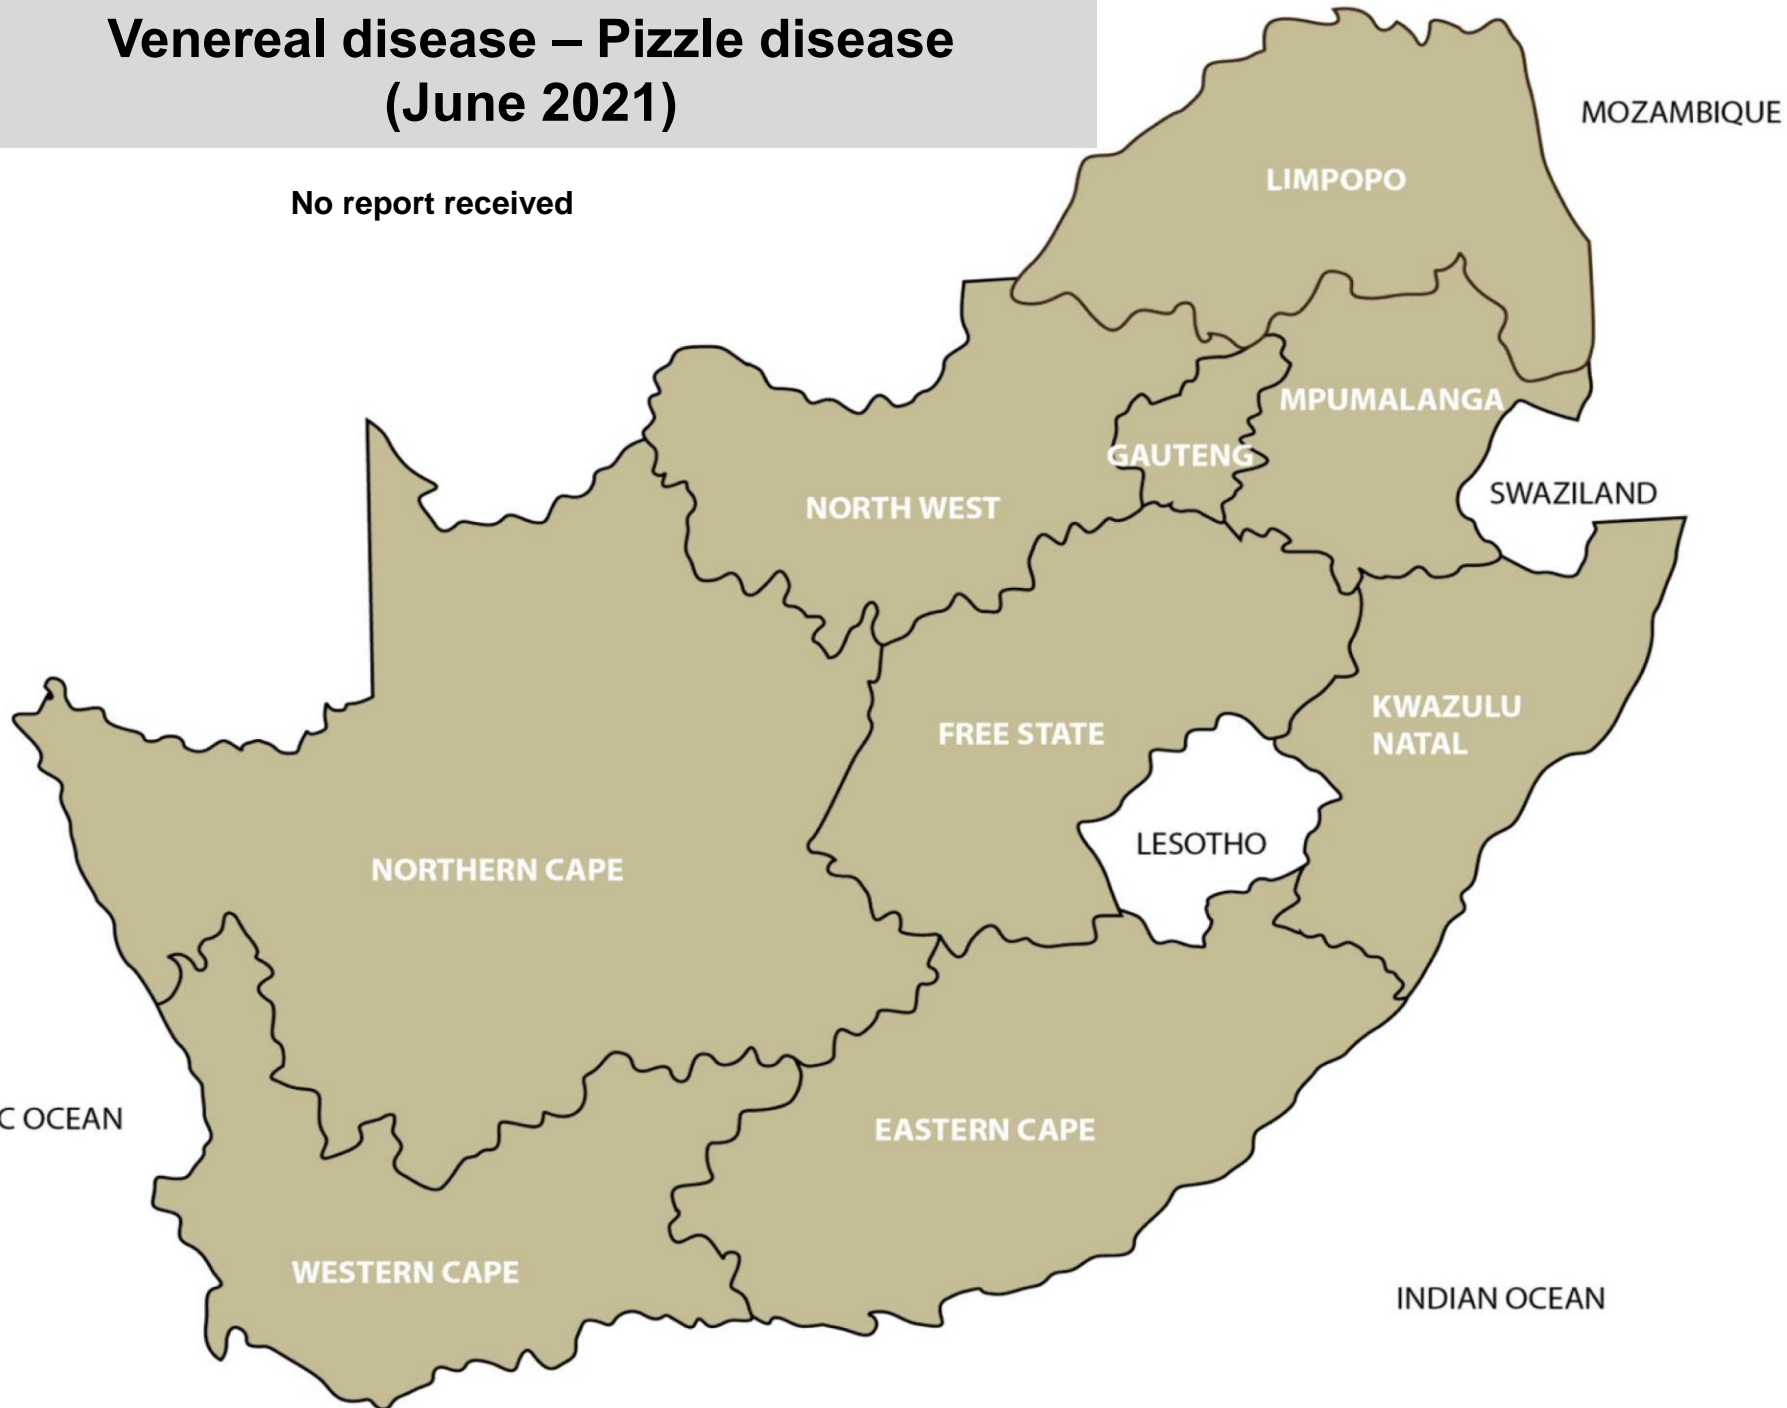 Venereal disease – Pizzle disease
(June 2021)
No report received
MOZAMBIQUE
LIMPOPO
MPUMALANGA
GAUTENG
SWAZILAND
NORTH WEST
KWAZULU
NATAL
FREE STATE
LESOTHO
NORTHERN CAPE
C OCEAN
EASTERN CAPE
WESTERN CAPE
INDIAN OCEAN